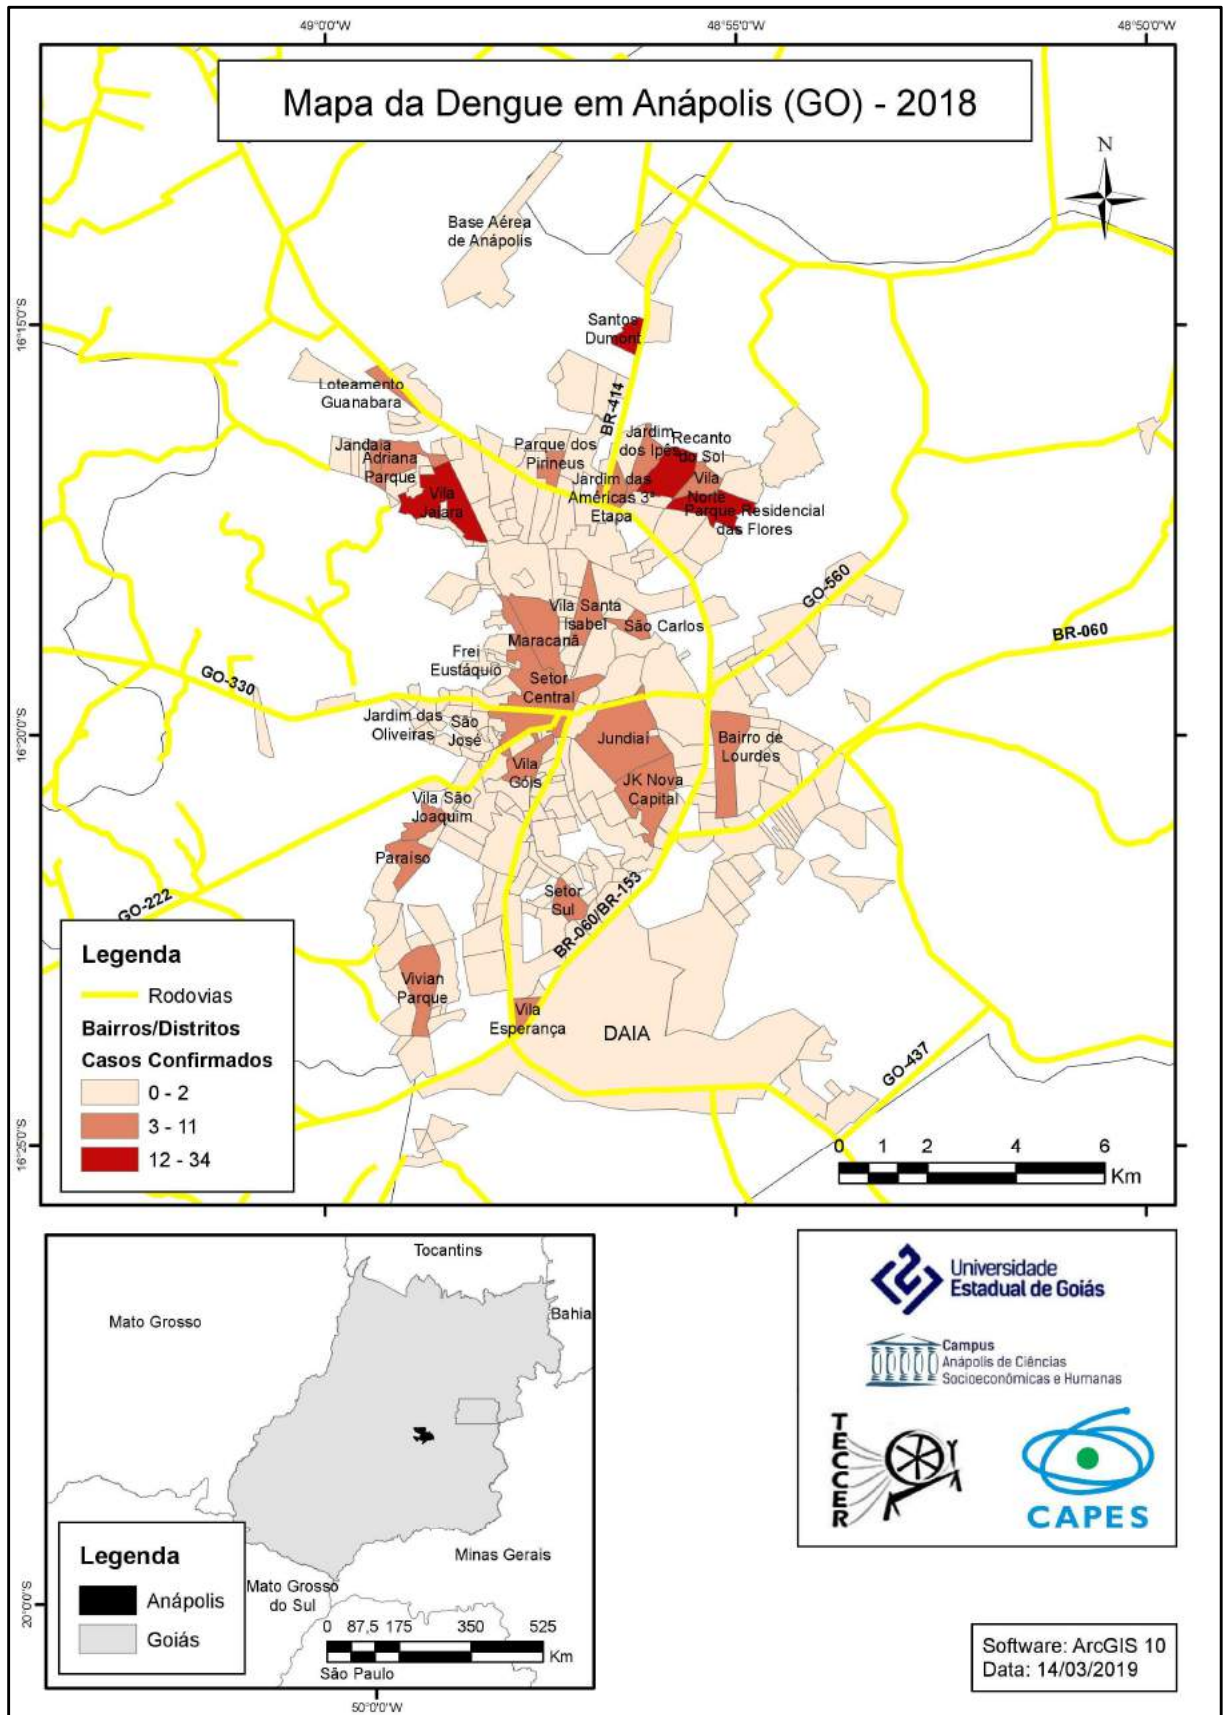 49°0'0"W
48°55'0"W
48°50'0"W
Mapa da Dengue em Anápolis (GO) - 2018
N
Base Aérea
de Anápolis
16°15'0"S
Santos
Dumont
BR-414
Loteamento
Guanabara
Jandaia
Adriana
Parque
Vila
Jaiara
Parque dos
Pirineus
Jardim
dos Ipês
Recanto
do Sol
Jardim das
Américas 3ª
Etapa
Vila
Norte
Parque Residencial
das Flores
GO-560
BR-060
Vila Santa
Isabel
São Carlos
Maracanã
Frei
Eustáquio
Setor
Central
GO-330
Jardim das
Oliveiras
São
José
16°20'0"S
Jundiaí
Bairro de
Lourdes
Vila
Góis
JK Nova
Capital
Vila São
Joaquim
Paraíso
GO-222
Setor
Sul
BR-060/BR-153
Vivian
Parque
Vila
Esperança
DAIA
GO-437
16°25'0"S
Legenda
Rodovias
Bairros/Distritos
Casos Confirmados
0 - 2
3 - 11
12 - 34
0 1 2 4 6
Km
Tocantins
Mato Grosso
Bahia
Minas Gerais
Mato Grosso
do Sul
São Paulo
Legenda
Anápolis
Goiás
0 87,5 175 350 525
Km
20°0'0"S
50°0'0"W
Universidade
Estadual de Goiás
Campus
Anápolis de Ciências
Socioeconômicas e Humanas
TECCER
CAPES
Software: ArcGIS 10
Data: 14/03/2019